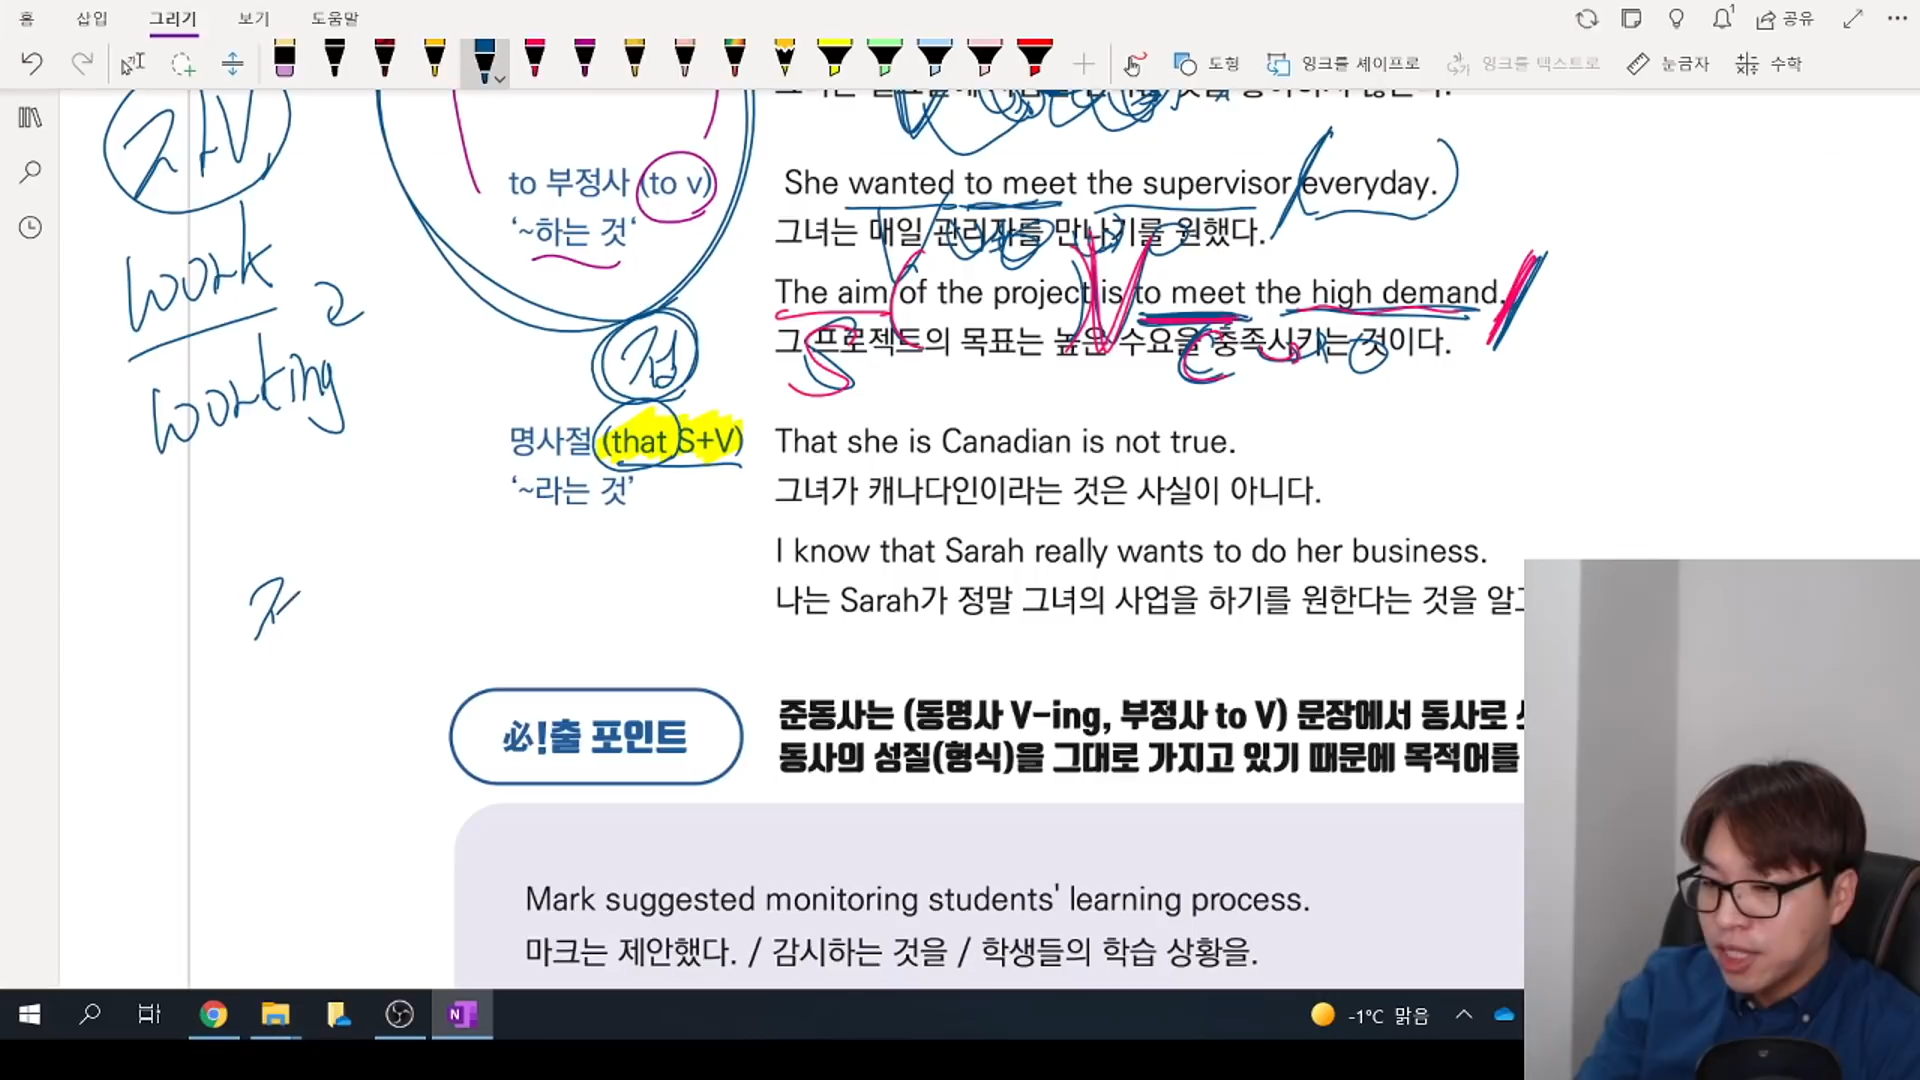 홈 삽입 그리기 보기 도움말 공유
도형 잉크를 셰이프로 잉크를 텍스트로 눈금자 수학
to 부정사 (to v) She wanted to meet the supervisor everyday.
'~하는 것' 그녀는 매일 관리자를 만나기를 원했다.
work
The aim of the project is to meet the high demand.
그 프로젝트의 목표는 높은 수요을 충족시키는 것이다.
working
S V C
명사절 (that S+V) That she is Canadian is not true.
'~라는 것' 그녀가 캐나다인이라는 것은 사실이 아니다.
I know that Sarah really wants to do her business.
나는 Sarah가 정말 그녀의 사업을 하기를 원한다는 것을 알
必!출 포인트
준동사는 (동명사 V-ing, 부정사 to V) 문장에서 동사로
동사의 성질(형식)을 그대로 가지고 있기 때문에 목적어를
Mark suggested monitoring students' learning process.
마크는 제안했다. / 감시하는 것을 / 학생들의 학습 상황을.
-1°C 맑음